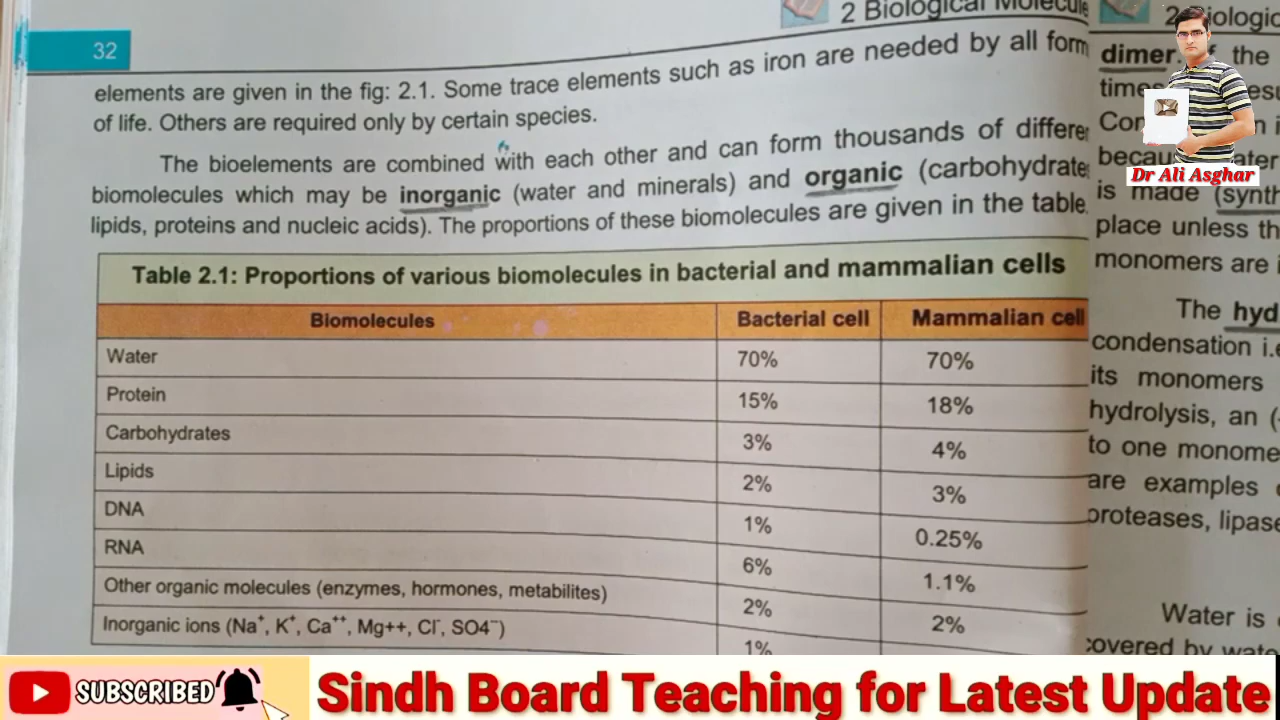 32
2 Biological Molecule
elements are given in the fig: 2.1. Some trace elements such as iron are needed by all form
of life. Others are required only by certain species.
The bioelements are combined with each other and can form thousands of differe
biomolecules which may be inorganic (water and minerals) and organic (carbohydrate
lipids, proteins and nucleic acids). The proportions of these biomolecules are given in the table.
Table 2.1: Proportions of various biomolecules in bacterial and mammalian cells
Biomolecules Bacterial cell Mammalian cell
Water 70% 70%
Protein 15% 18%
Carbohydrates 3% 4%
Lipids 2% 3%
DNA 1% 0.25%
RNA 6% 1.1%
Other organic molecules (enzymes, hormones, metabilites) 2% 2%
Inorganic ions (Na⁺, K⁺, Ca⁺⁺, Mg++, Cl⁻, SO4⁻⁻) 1%
2 Biologic
dimer. the
times
is made (synth
place unless th
monomers are i
The hyd
condensation i.e
its monomers
hydrolysis, an (
to one monome
are examples
proteases, lipase
Water is
covered by wate
Dr Ali Asghar
SUBSCRIBED
Sindh Board Teaching for Latest Update